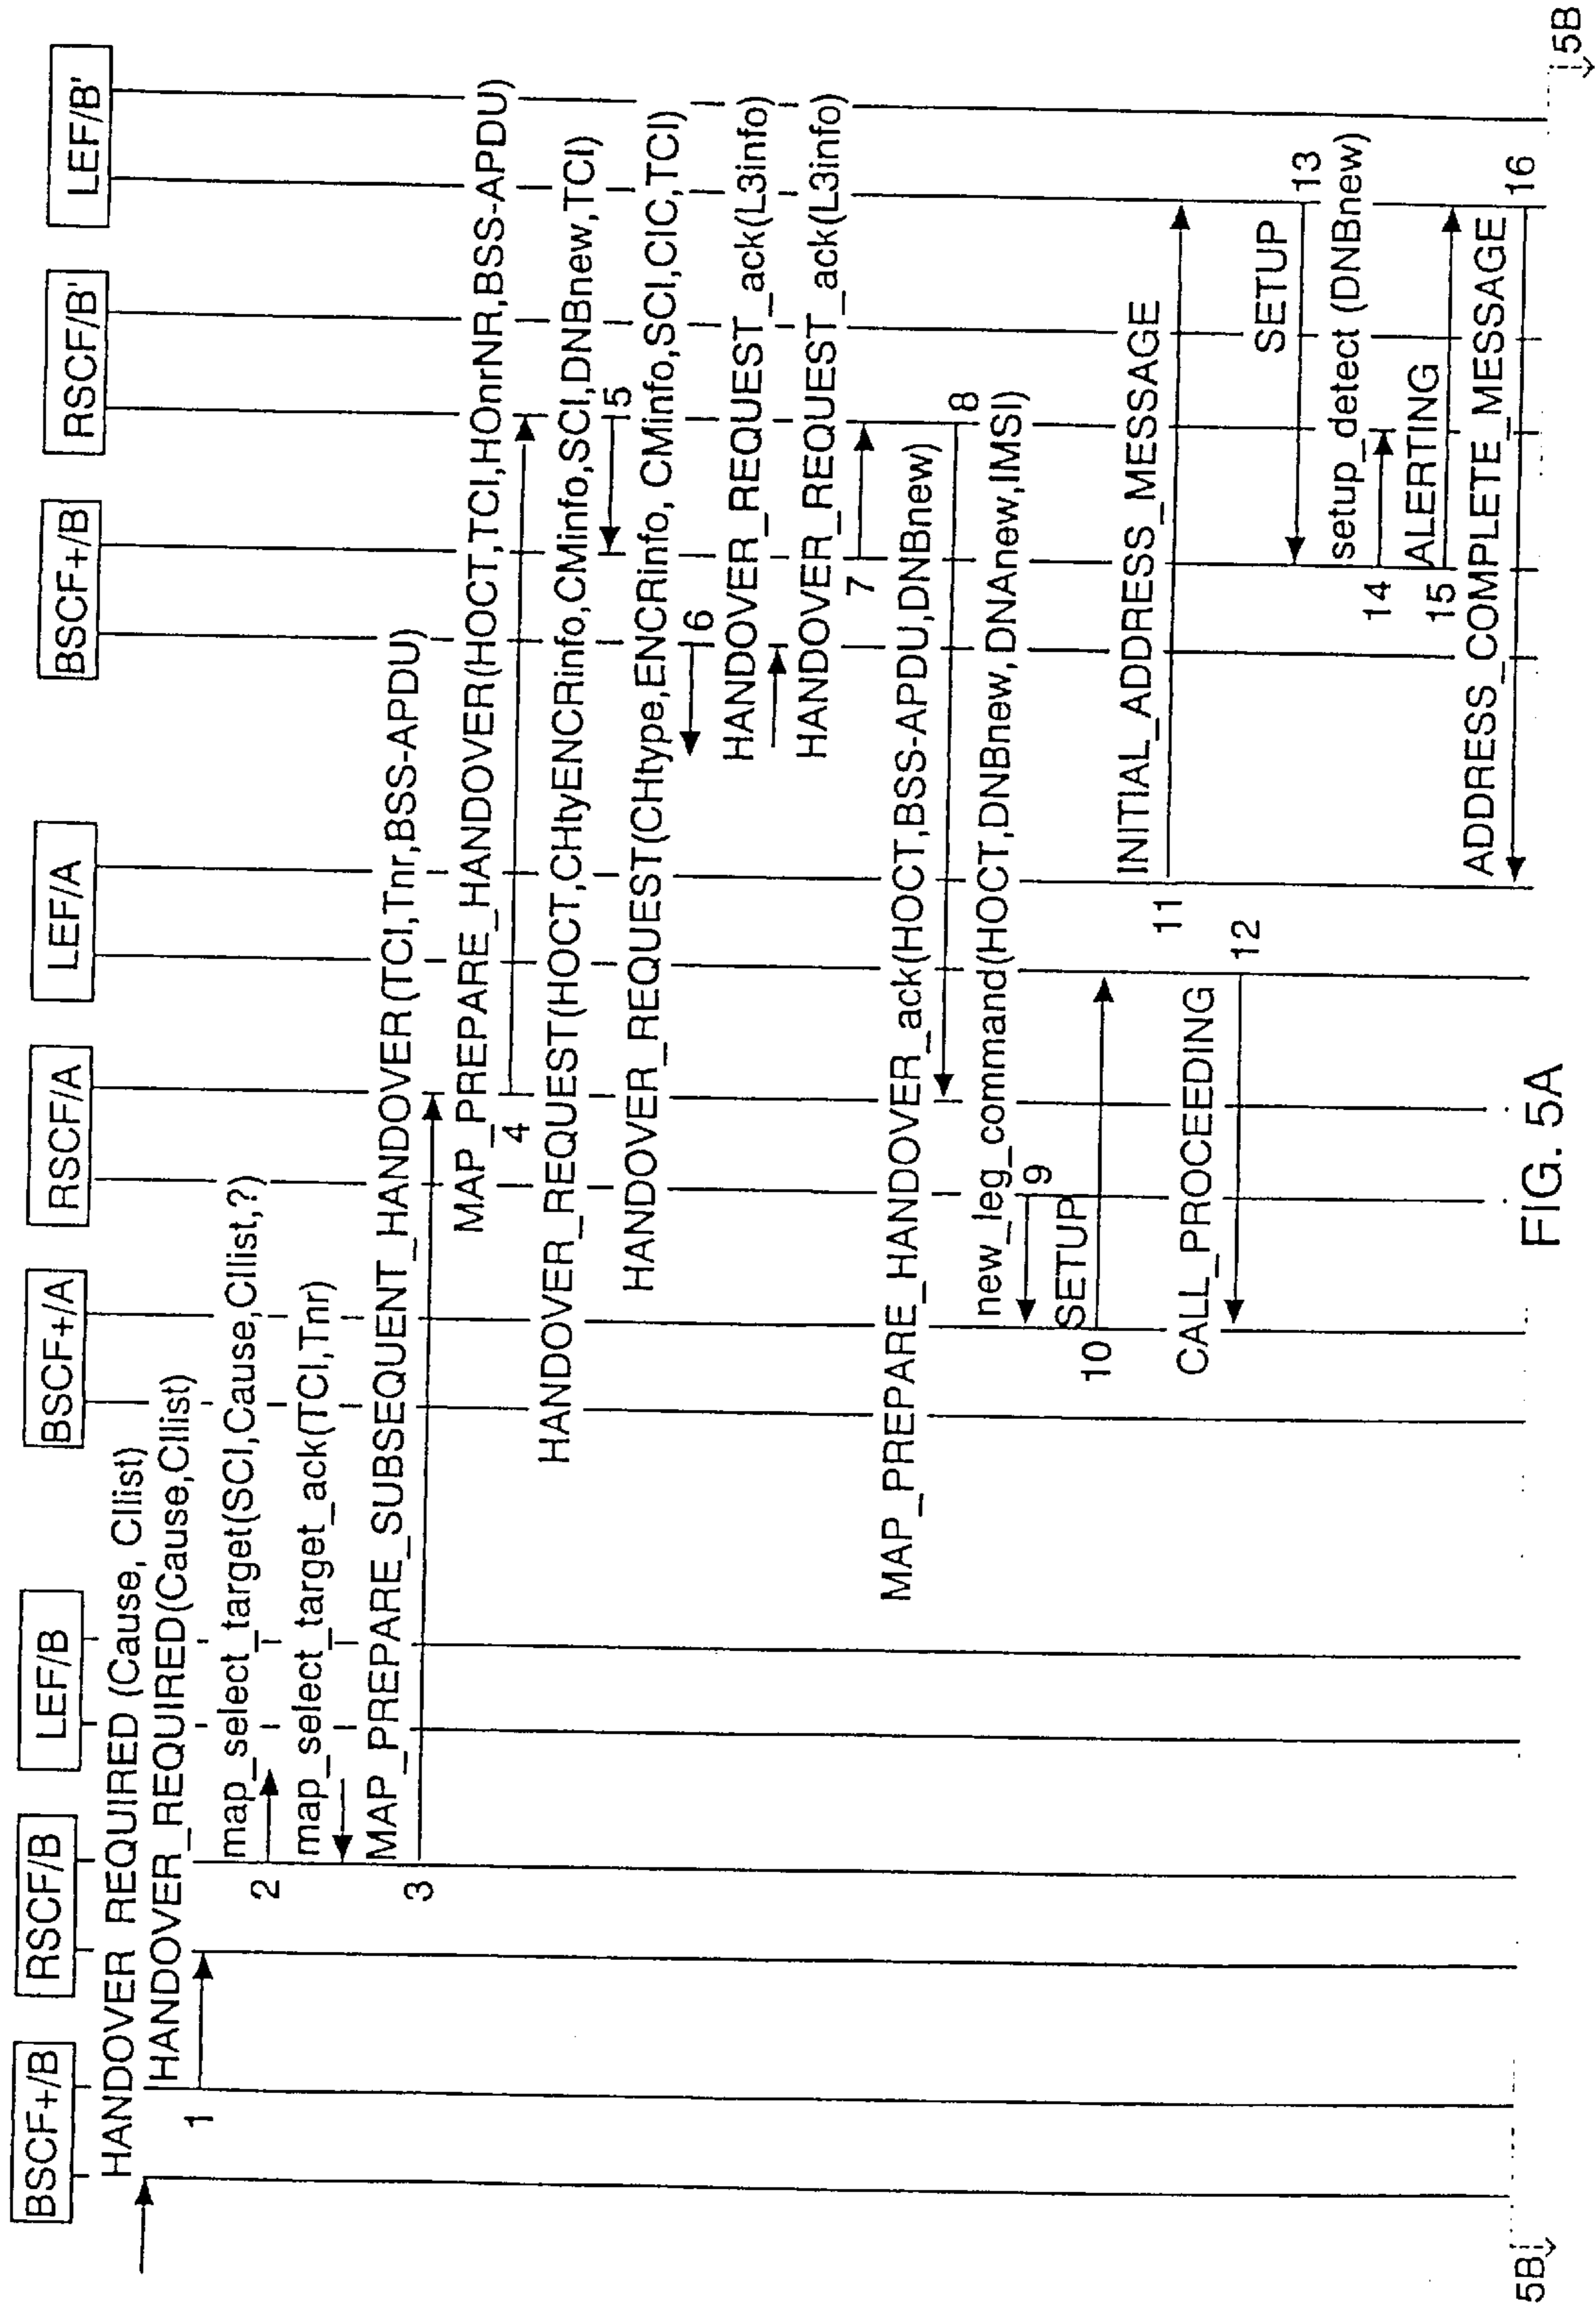 BSCF+/B
RSCF/B
LEF/B
BSCF+/A
RSCF/A
LEF/A
BSCF+/B
RSCF/B'
LEF/B'
HANDOVER REQUIRED (Cause, CIlist)
HANDOVER_REQUIRED(Cause,CIlist)
1
map_select_target(SCI,Cause,CIlist,?)
2
map_select_target_ack(TCI,Tnr)
MAP_PREPARE_SUBSEQUENT_HANDOVER(TCI,Tnr,BSS-APDU)
3
MAP_PREPARE_HANDOVER(HOCT,TCI,HOnrNR,BSS-APDU)
4
HANDOVER_REQUEST(HOCT,CHtyENCRinfo,CMinfo,SCI,DNBnew,TCI)
5
HANDOVER_REQUEST(CHtype,ENCRinfo, CMinfo,SCI,CIC,TCI)
6
HANDOVER_REQUEST_ack(L3info)
HANDOVER_REQUEST_ack(L3info)
7
MAP_PREPARE_HANDOVER_ack(HOCT,BSS-APDU,DNBnew)
8
new_leg_command(HOCT,DNBnew,DNAnew,IMSI)
9
SETUP
10
INITIAL_ADDRESS_MESSAGE
11
CALL_PROCEEDING
12
SETUP
13
setup_detect (DNBnew)
14
ALERTING
15
ADDRESS_COMPLETE_MESSAGE
16
5B
5B
FIG. 5A